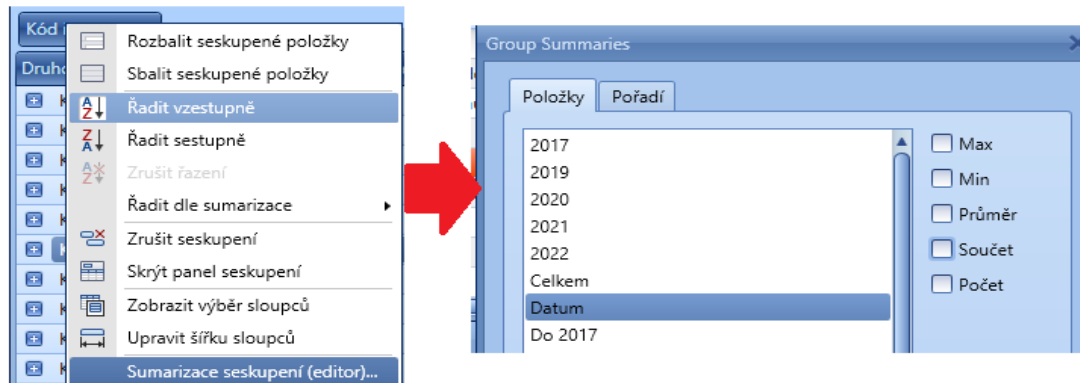 Kód
Rozbalit seskupené položky
Druho
Sbalit seskupené položky
Řadit vzestupně
Řadit sestupně
Zrušit řazení
Řadit dle sumarizace
Zrušit seskupení
Skrýt panel seskupení
Zobrazit výběr sloupců
Upravit šířku sloupců
Sumarizace seskupení (editor)...
Group Summaries
Položky Pořadí
2017
2019
2020
2021
2022
Celkem
Datum
Do 2017
Max
Min
Průměr
Součet
Počet